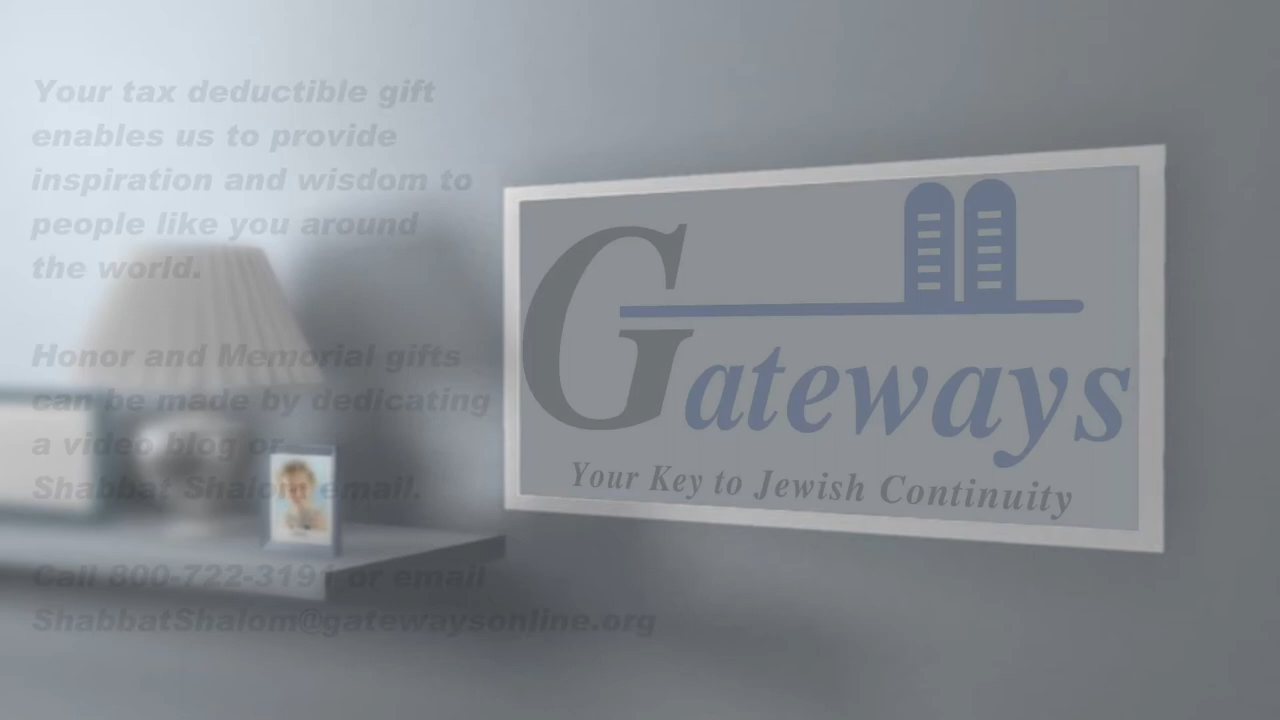 Your tax deductible gift
enables us to provide
inspiration and wisdom to
people like you around
the world.
Honor and Memorial gifts
can be made by dedicating
a video blog or
Shabbat Shalom email.
Call 800-722-3191 or email
ShabbatShalom@gatewaysonline.org
Gateways
Your Key to Jewish Continuity